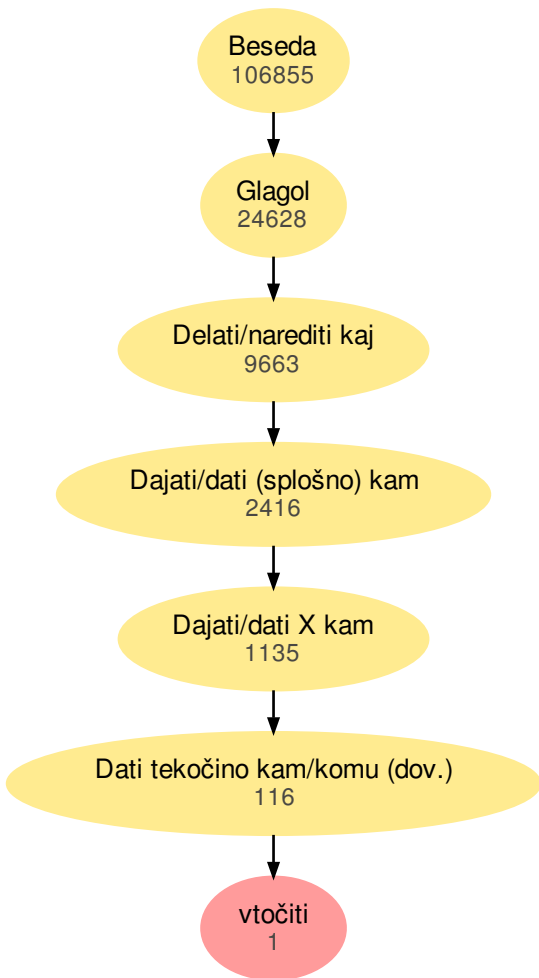 Beseda
106855
Glagol
24628
Delati/narediti kaj
9663
Dajati/dati (splošno) kam
2416
Dajati/dati X kam
1135
Dati tekočino kam/komu (dov.)
116
vtočiti
1